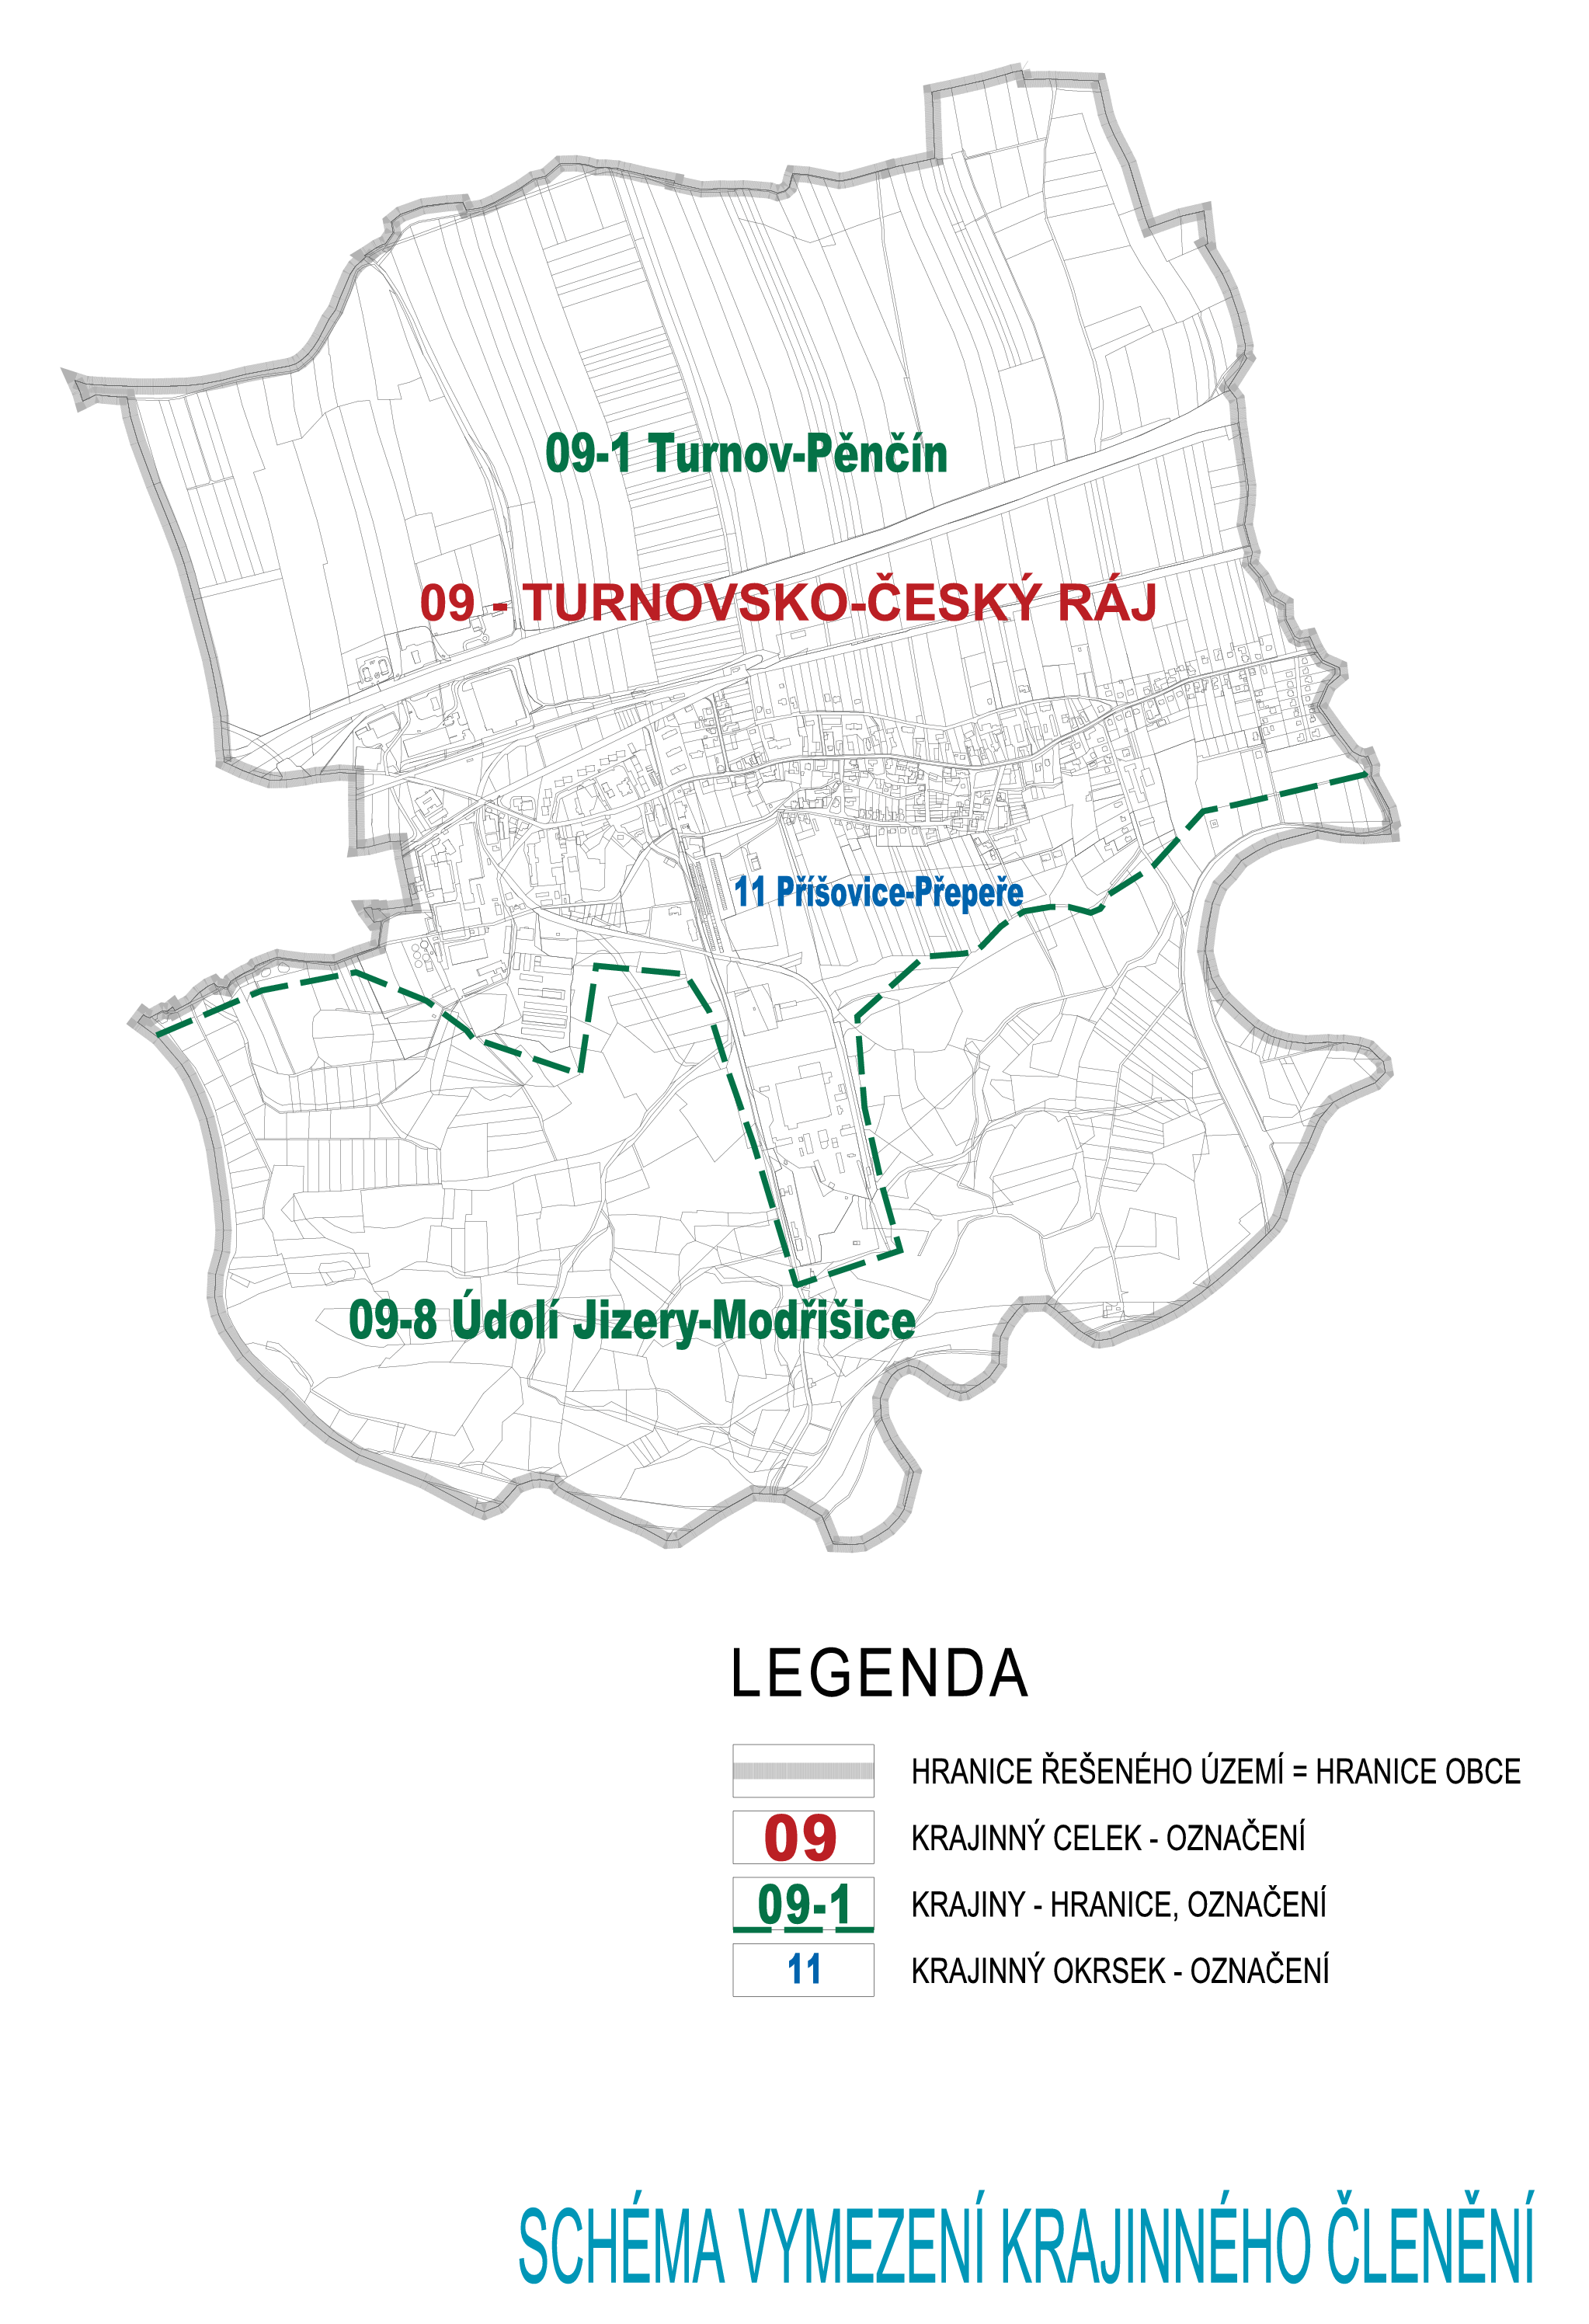 09-1 Turnov-Pěnčín
09 - TURNOVSKO-ČESKÝ RÁJ
11 Příšovice-Přepeře
09-8 Údolí Jizery-Modřišice
LEGENDA
HRANICE ŘEŠENÉHO ÚZEMÍ = HRANICE OBCE
09 KRAJINNÝ CELEK - OZNAČENÍ
09-1 KRAJINY - HRANICE, OZNAČENÍ
11 KRAJINNÝ OKRSEK - OZNAČENÍ
SCHÉMA VYMEZENÍ KRAJINNÉHO ČLENĚNÍ